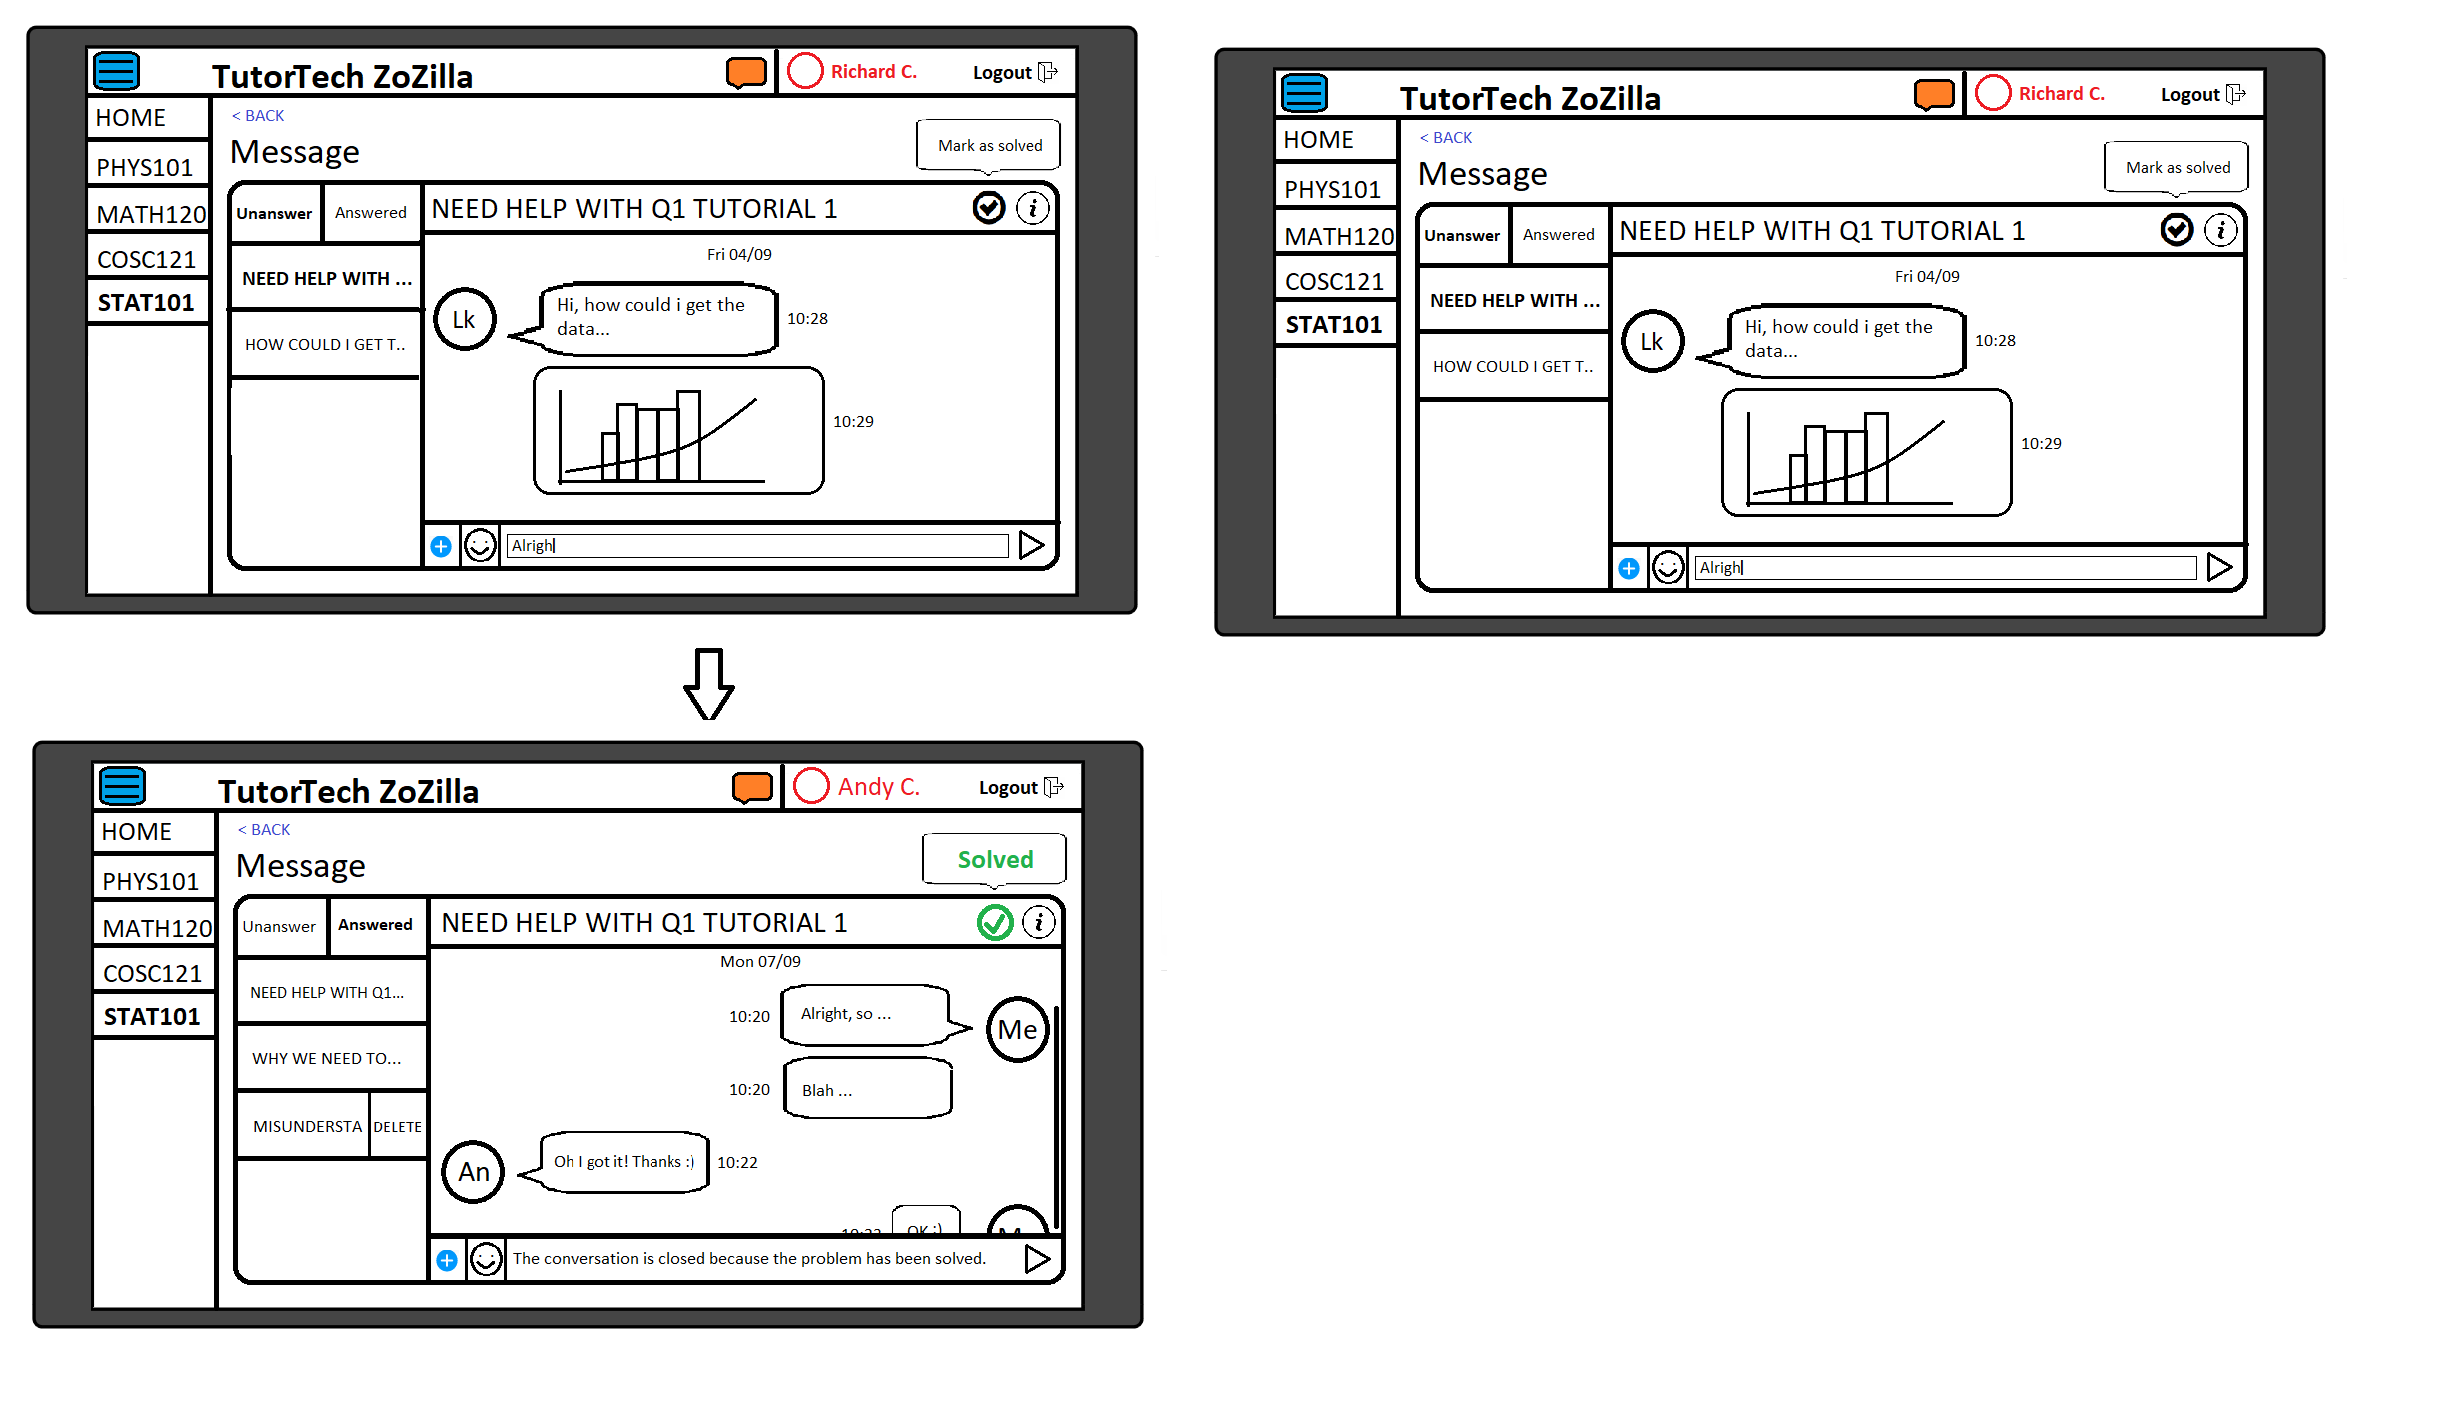 TutorTech ZoZilla
Richard C.
Logout
HOME
PHYS101
MATH120
COSC121
STAT101
< BACK
Message
Mark as solved
Unanswer
Answered
NEED HELP WITH ...
HOW COULD I GET T..
NEED HELP WITH Q1 TUTORIAL 1
i
Fri 04/09
Lk
Hi, how could i get the
data...
10:28
10:29
Alrigh
TutorTech ZoZilla
Richard C.
Logout
HOME
PHYS101
MATH120
COSC121
STAT101
< BACK
Message
Mark as solved
Unanswer
Answered
NEED HELP WITH ...
HOW COULD I GET T..
NEED HELP WITH Q1 TUTORIAL 1
i
Fri 04/09
Lk
Hi, how could i get the
data...
10:28
10:29
Alrigh
TutorTech ZoZilla
Andy C.
Logout
HOME
PHYS101
MATH120
COSC121
STAT101
< BACK
Message
Solved
Unanswer
Answered
NEED HELP WITH Q1...
WHY WE NEED TO...
MISUNDERSTA
DELETE
NEED HELP WITH Q1 TUTORIAL 1
i
Mon 07/09
10:20
Alright, so ...
Me
10:20
Blah ...
An
Oh I got it! Thanks :)
10:22
OK :)
The conversation is closed because the problem has been solved.